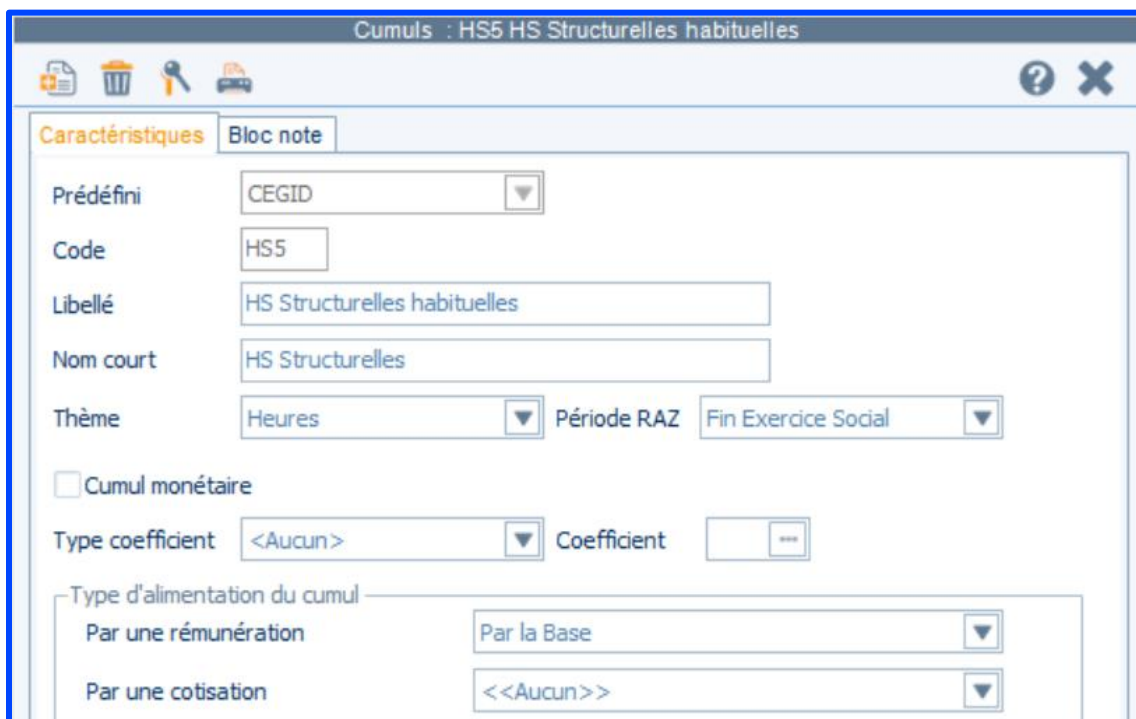 Cumuls : HS5 HS Structurelles habituelles
Caractéristiques Bloc note
Prédéfini CEGID
Code HS5
Libellé HS Structurelles habituelles
Nom court HS Structurelles
Thème Heures Période RAZ Fin Exercice Social
Cumul monétaire
Type coefficient <Aucun> Coefficient ...
Type d'alimentation du cumul
Par une rémunération Par la Base
Par une cotisation <<Aucun>>